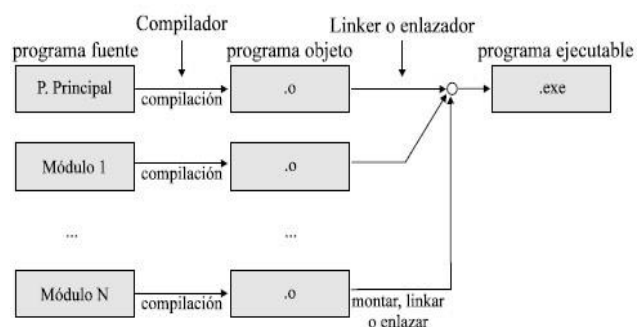 Compilador
Linker o enlazador
programa fuente
programa objeto
programa ejecutable
P. Principal
compilación
.o
.exe
Módulo 1
compilación
.o
...
...
Módulo N
compilación
.o
montar, linkar
o enlazar